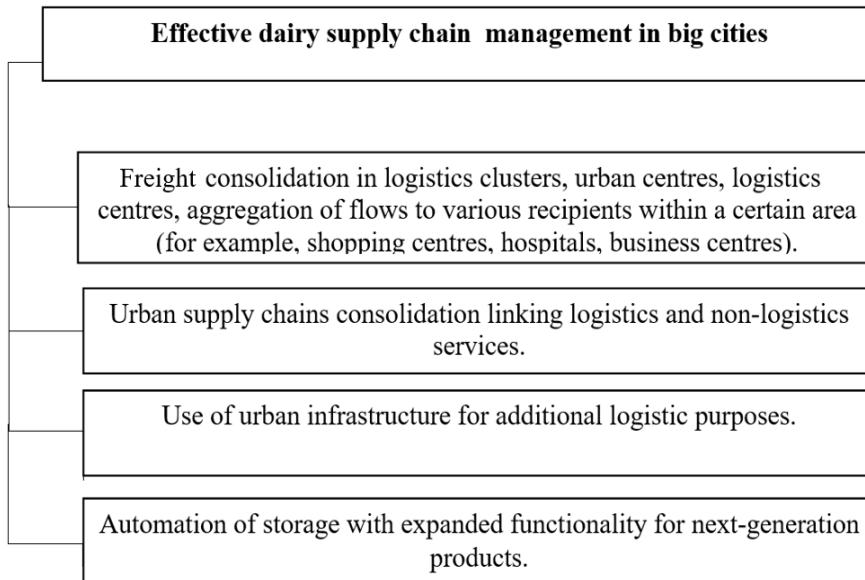 Effective dairy supply chain management in big cities
Freight consolidation in logistics clusters, urban centres, logistics
centres, aggregation of flows to various recipients within a certain area
(for example, shopping centres, hospitals, business centres).
Urban supply chains consolidation linking logistics and non-logistics
services.
Use of urban infrastructure for additional logistic purposes.
Automation of storage with expanded functionality for next-generation
products.